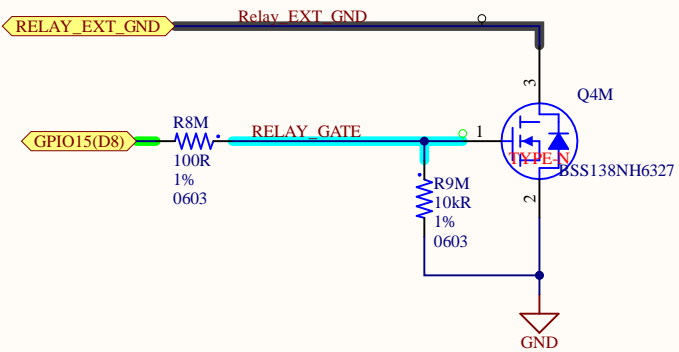 Relay_EXT_GND
RELAY_EXT_GND
3
Q4M
R8M
RELAY_GATE
1
GPIO15(D8)
100R
1%
0603
TYPE-N
BSS138NH6327
R9M
10kR
1%
0603
2
GND